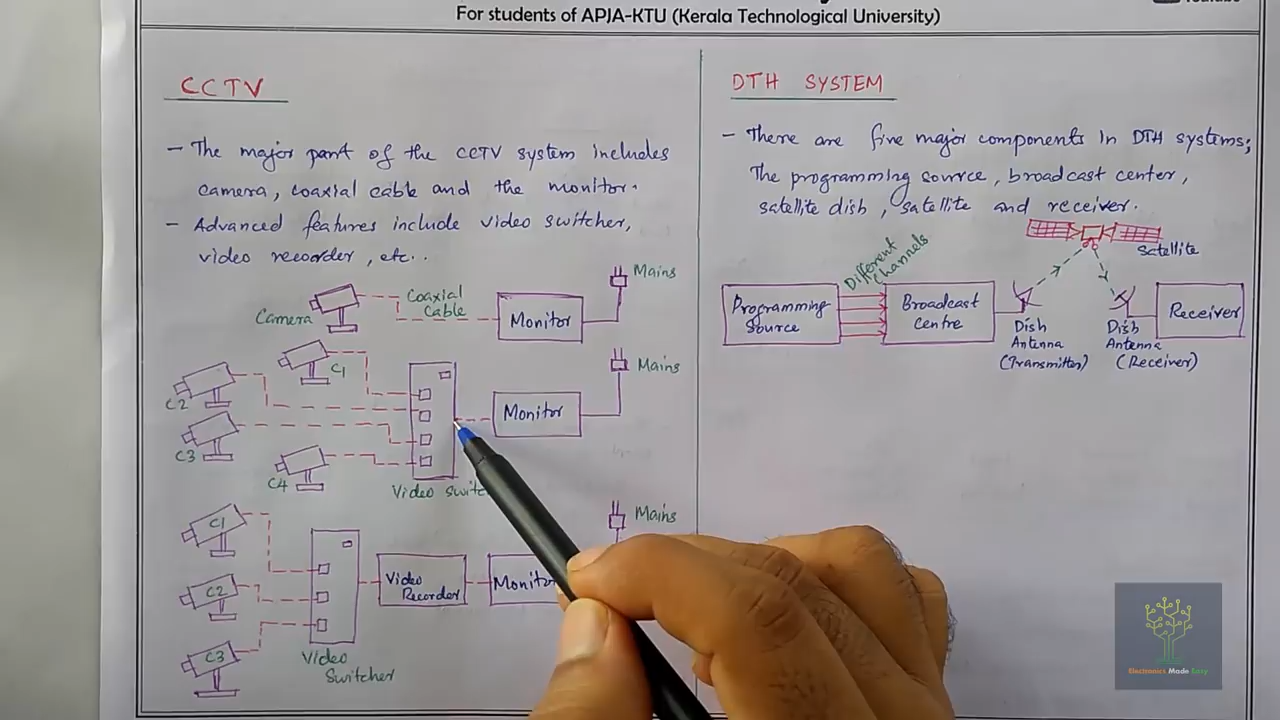 For students of APJA-KTU (Kerala Technological University)
CCTV
- The major part of the CCTV system includes
camera, coaxial cable and the monitor.
- Advanced features include video switcher,
video recorder, etc..
Camera
Coaxial
Cable
Monitor
Mains
C1
C2
C3
C4
Monitor
Mains
C1
C2
C3
Video
Switcher
Video
Recorder
Monitor
Mains
DTH SYSTEM
- There are five major components in DTH systems;
The programming source, broadcast center,
satellite dish, satellite and receiver.
Programming
Source
Different
Channels
Broadcast
Centre
Dish
Antenna
(Transmitter)
Satellite
Dish
Antenna
(Receiver)
Receiver
Electronics Made Easy